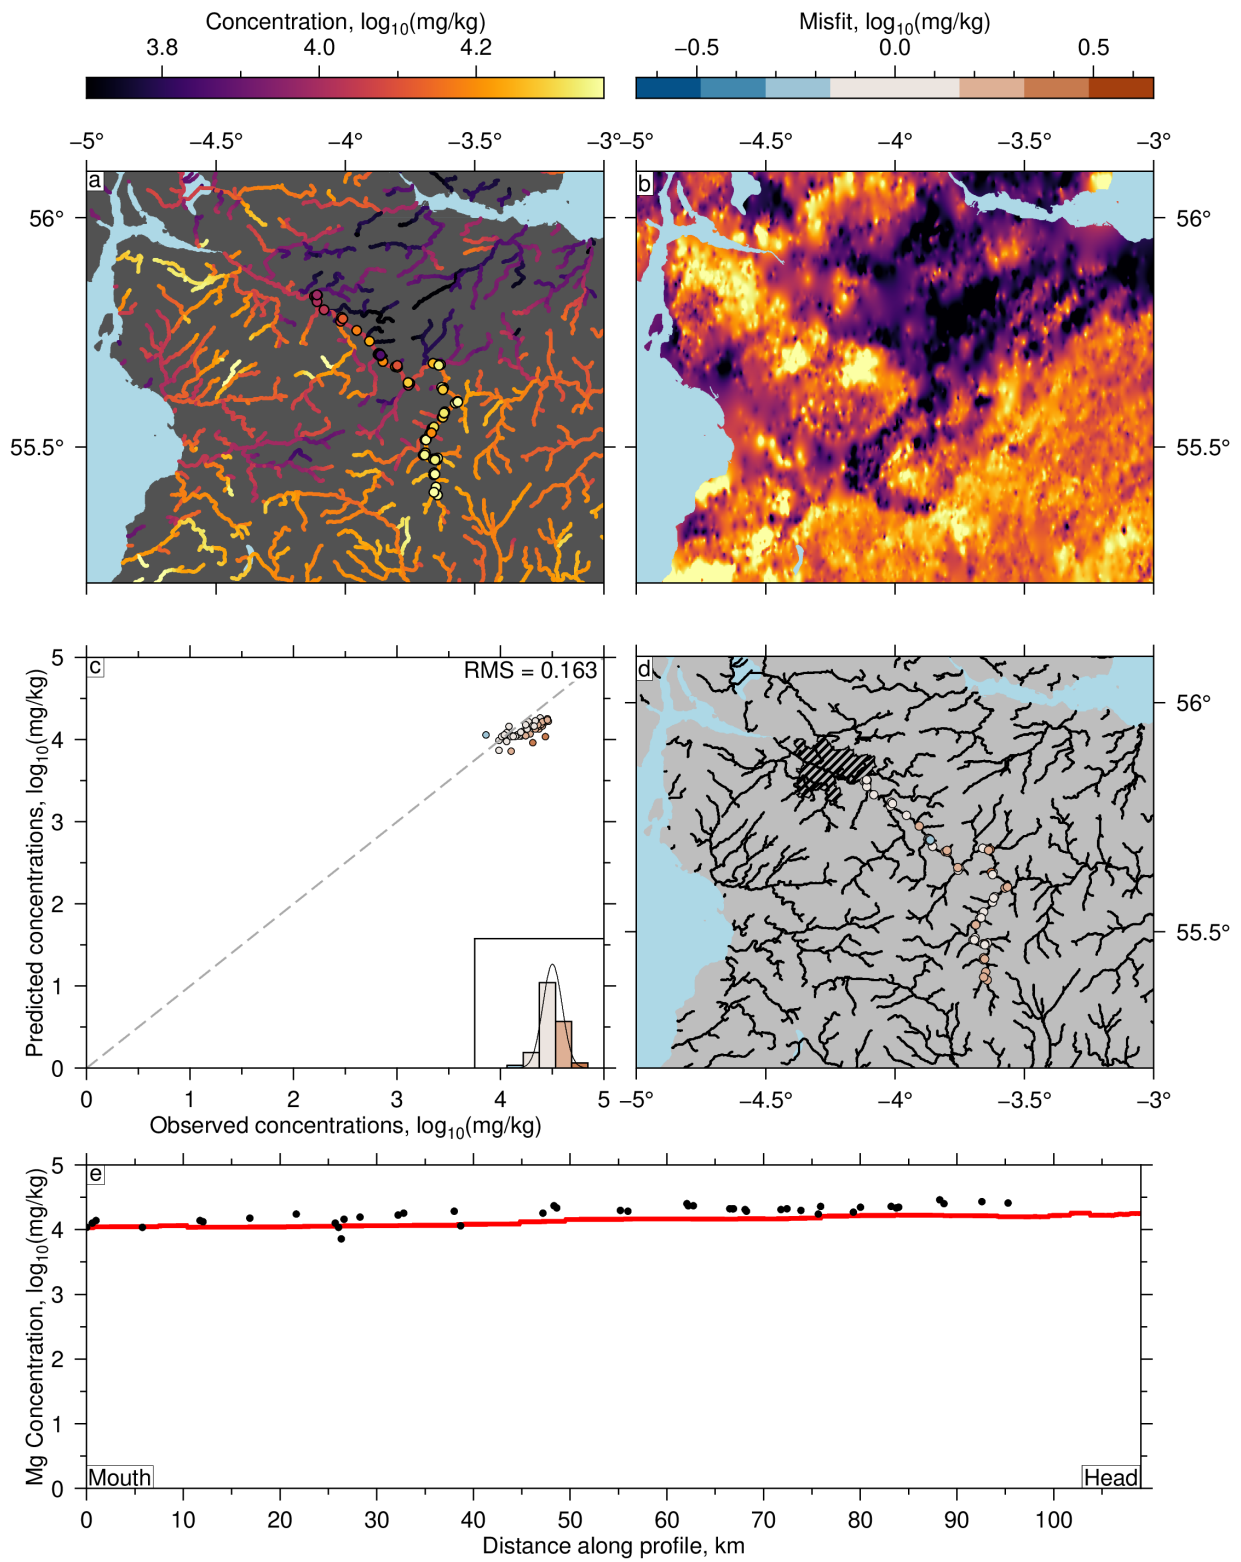 Concentration, log10(mg/kg)
Misfit, log10(mg/kg)
3.8 4.0 4.2
−0.5 0.0 0.5
−5° −4.5° −4° −3.5° −3°
−5° −4.5° −4° −3.5° −3°
a
b
56°
56°
55.5°
55.5°
c
RMS = 0.163
d
5
4
3
2
1
0
Predicted concentrations, log10(mg/kg)
56°
55.5°
0 1 2 3 4 5
−5° −4.5° −4° −3.5° −3°
Observed concentrations, log10(mg/kg)
e
5
4
3
2
1
0
Mg Concentration, log10(mg/kg)
Mouth
Head
0 10 20 30 40 50 60 70 80 90 100
Distance along profile, km